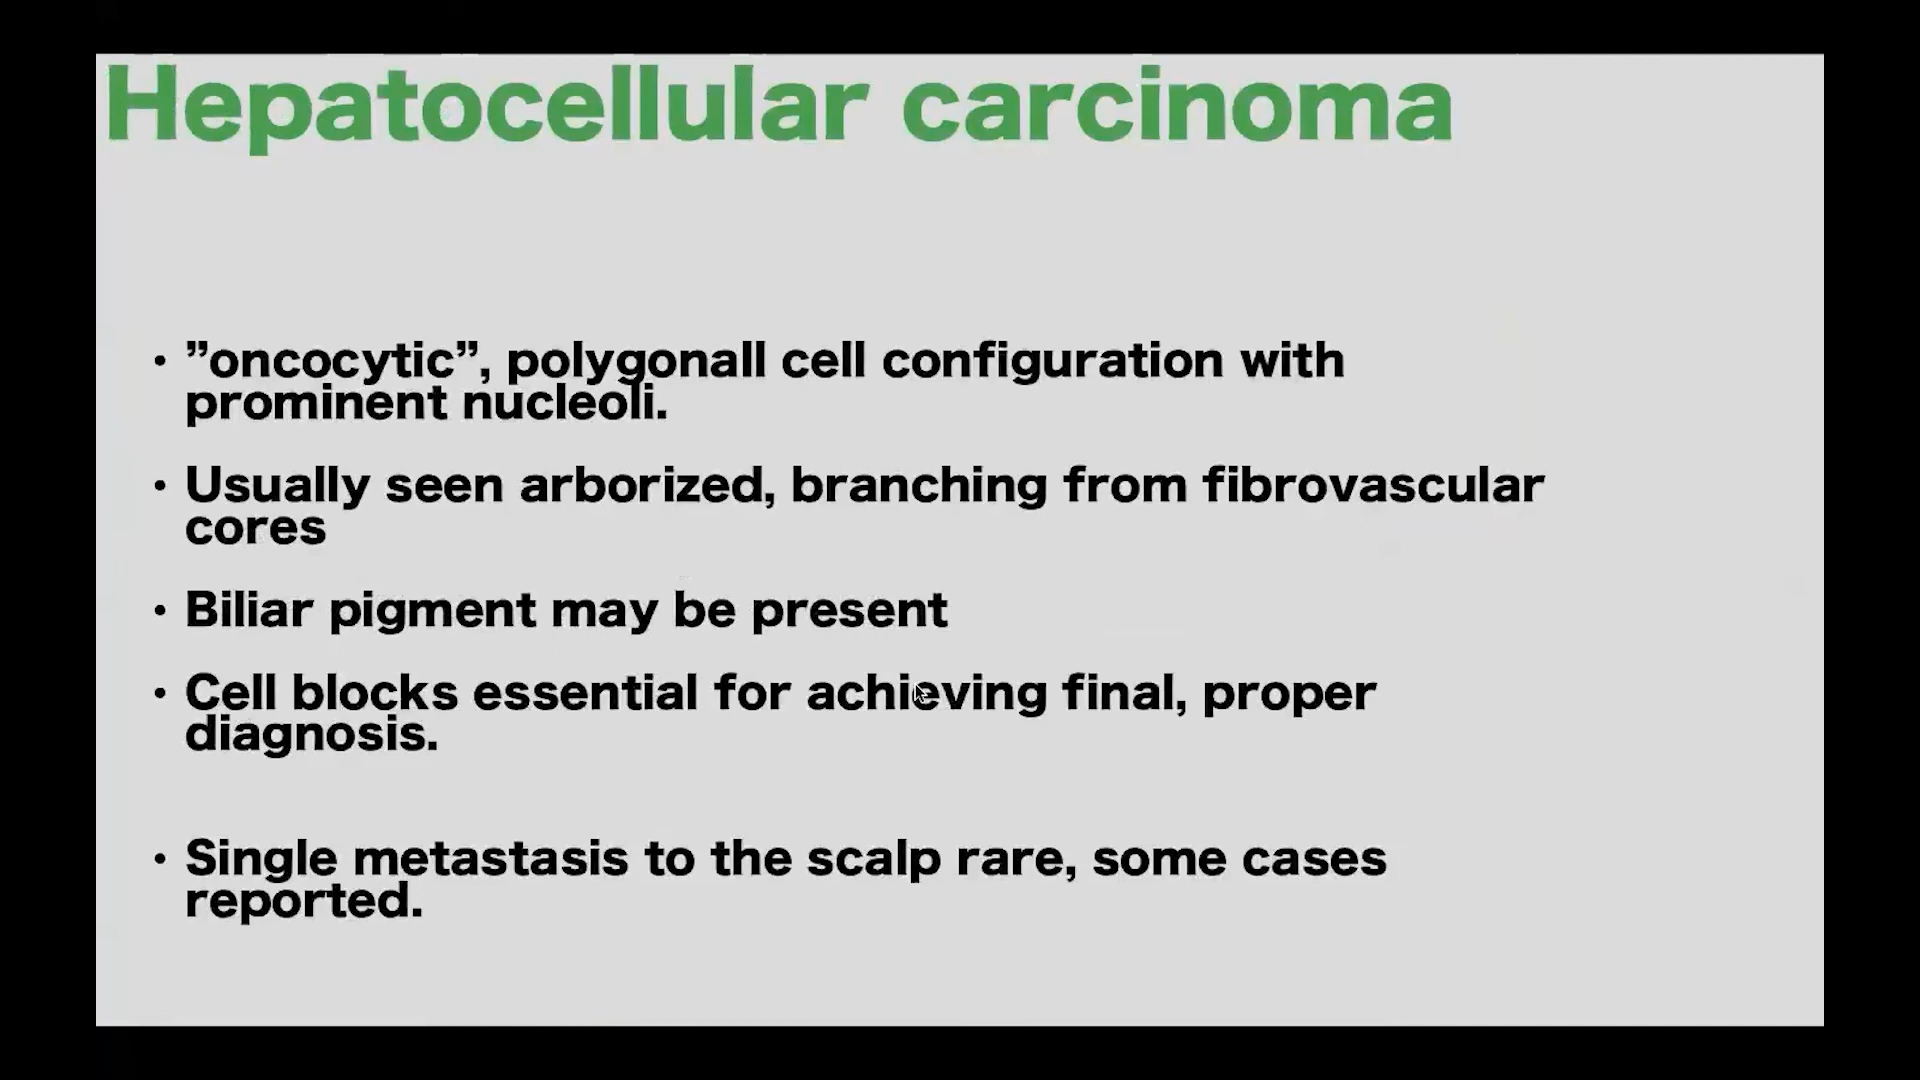 Hepatocellular carcinoma
• ”oncocytic”, polygonall cell configuration with
prominent nucleoli.
• Usually seen arborized, branching from fibrovascular
cores
• Biliar pigment may be present
• Cell blocks essential for achieving final, proper
diagnosis.
• Single metastasis to the scalp rare, some cases
reported.